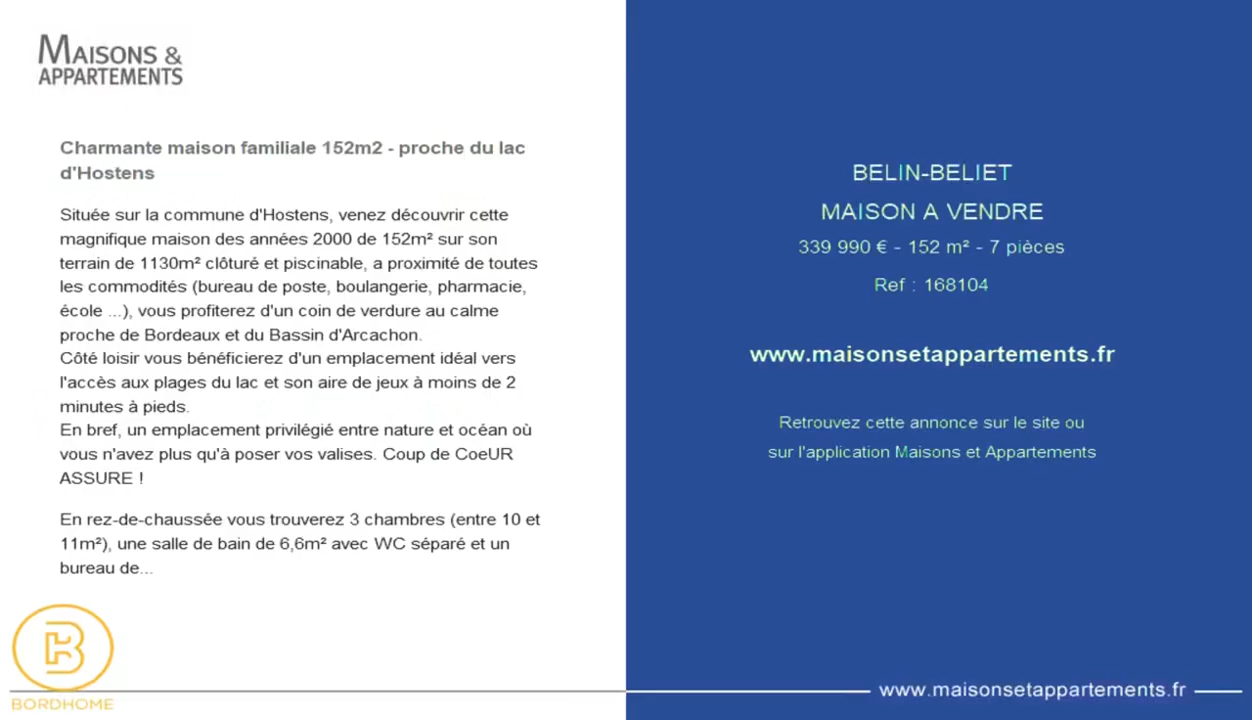 MAISONS &
APPARTEMENTS
Charmante maison familiale 152m2 - proche du lac
d'Hostens
Située sur la commune d'Hostens, venez découvrir cette
magnifique maison des années 2000 de 152m² sur son
terrain de 1130m² clôturé et piscinable, a proximité de toutes
les commodités (bureau de poste, boulangerie, pharmacie,
école ...), vous profiterez d'un coin de verdure au calme
proche de Bordeaux et du Bassin d'Arcachon.
Côté loisir vous bénéficierez d'un emplacement idéal vers
l'accès aux plages du lac et son aire de jeux à moins de 2
minutes à pieds.
En bref, un emplacement privilégié entre nature et océan où
vous n'avez plus qu'à poser vos valises. Coup de CoeUR
ASSURE !
En rez-de-chaussée vous trouverez 3 chambres (entre 10 et
11m²), une salle de bain de 6,6m² avec WC séparé et un
bureau de...
BORDHOME
BELIN-BELIET
MAISON A VENDRE
339 990 € - 152 m² - 7 pièces
Ref : 168104
www.maisonsetappartements.fr
Retrouvez cette annonce sur le site ou
sur l'application Maisons et Appartements
www.maisonsetappartements.fr